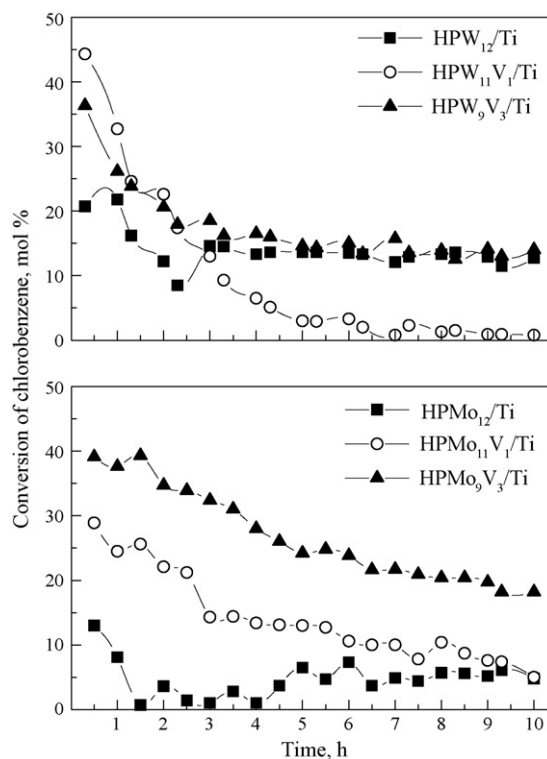 Conversion of chlorobenzene, mol %
50
40
30
20
10
0
HPW₁₂/Ti
HPW₁₁V₁/Ti
HPW₉V₃/Ti
50
40
30
20
10
0
HPMo₁₂/Ti
HPMo₁₁V₁/Ti
HPMo₉V₃/Ti
1 2 3 4 5 6 7 8 9 10
Time, h